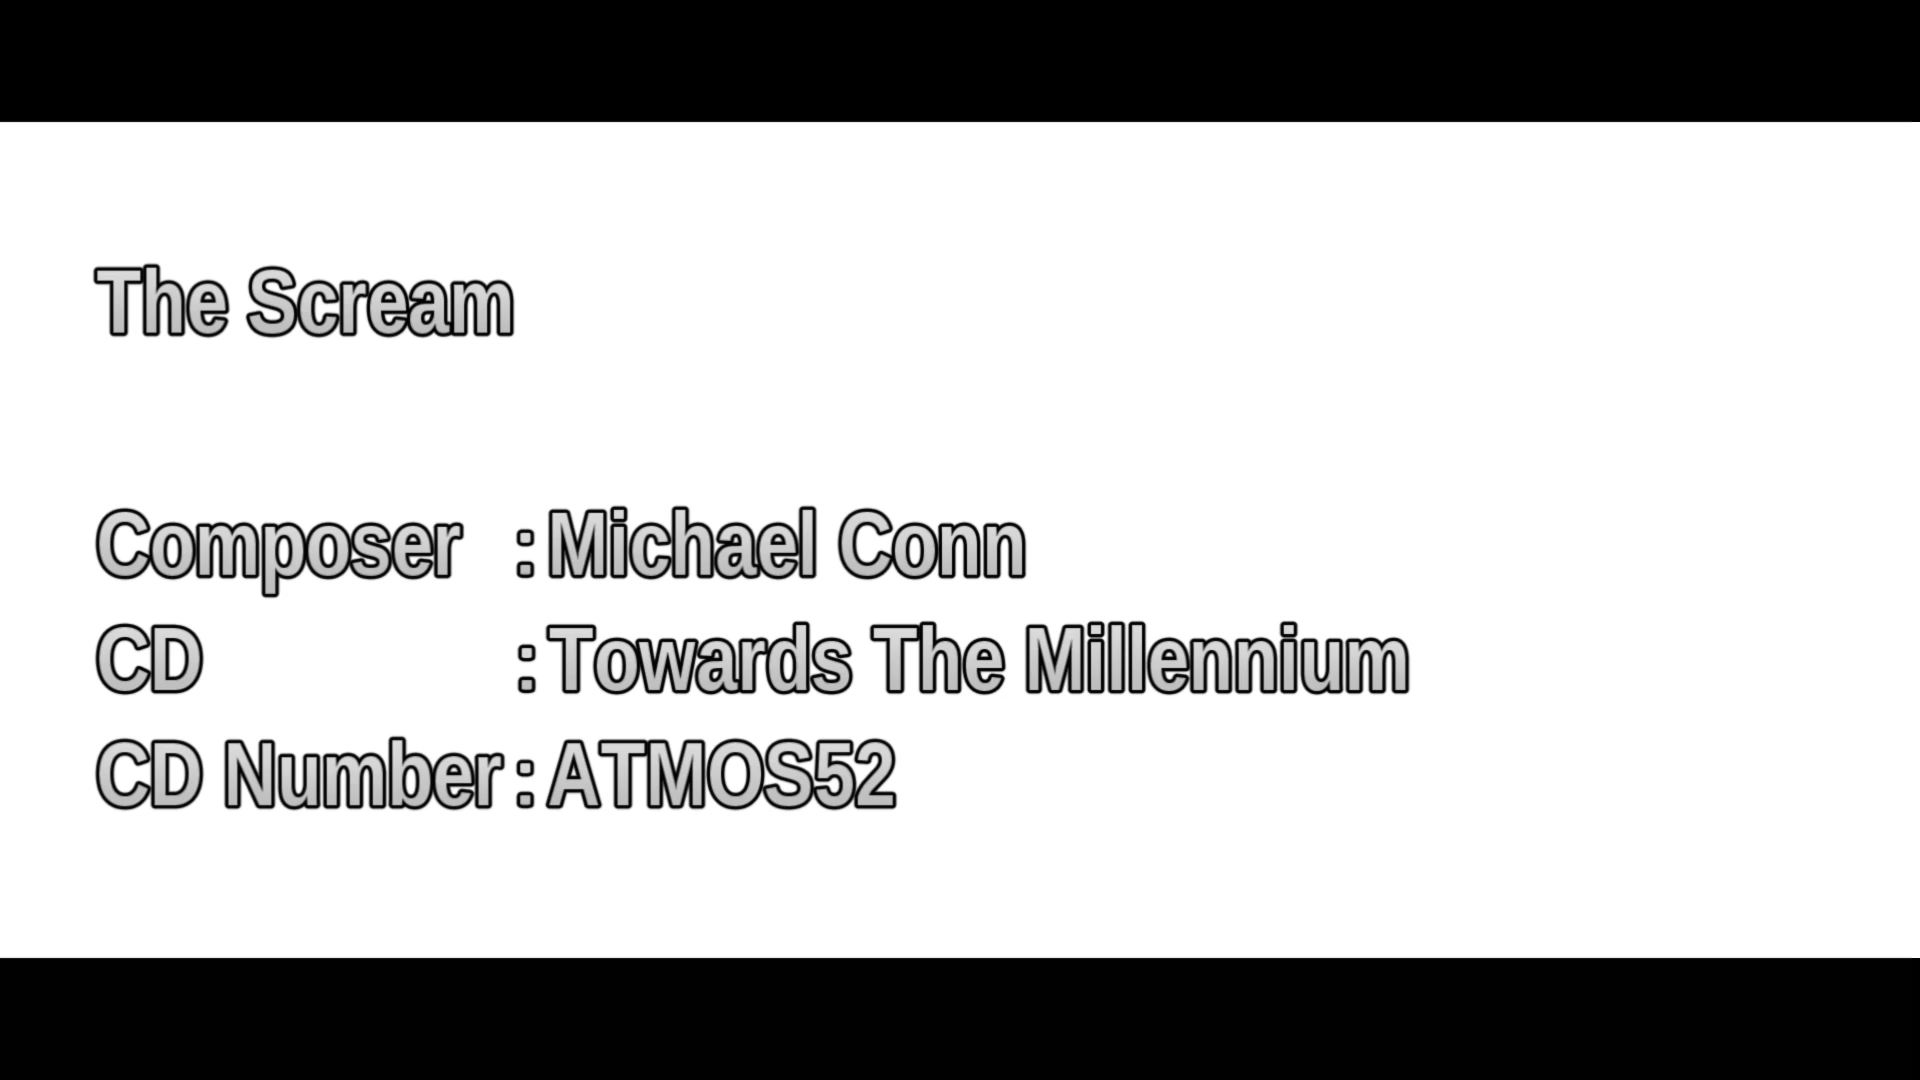 The Scream
Composer : Michael Conn
CD : Towards The Millennium
CD Number : ATMOS52